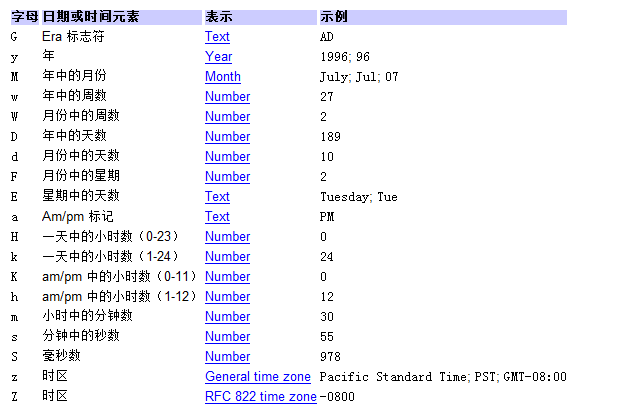 字母 日期或时间元素 表示 示例
G Era 标志符 Text AD
y 年 Year 1996; 96
M 年中的月份 Month July; Jul; 07
w 年中的周数 Number 27
W 月份中的周数 Number 2
D 年中的天数 Number 189
d 月份中的天数 Number 10
F 月份中的星期 Number 2
E 星期中的天数 Text Tuesday; Tue
a Am/pm 标记 Text PM
H 一天中的小时数（0-23） Number 0
k 一天中的小时数（1-24） Number 24
K am/pm 中的小时数（0-11） Number 0
h am/pm 中的小时数（1-12） Number 12
m 小时中的分钟数 Number 30
s 分钟中的秒数 Number 55
S 毫秒数 Number 978
z 时区 General time zone Pacific Standard Time; PST; GMT-08:00
Z 时区 RFC 822 time zone -0800